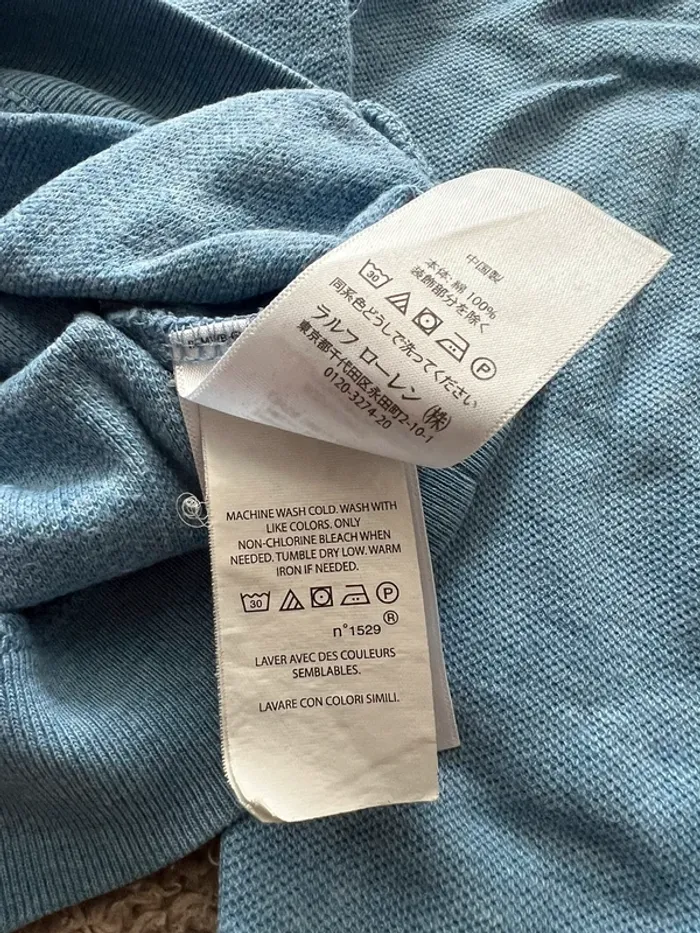 中国製
本体: 綿 100%
装飾部分を除く
30 P
同系色どうしで洗ってください
ラルフ ローレン (株)
東京都千代田区永田町2-10-1
0120-3274-20
MACHINE WASH COLD. WASH WITH
LIKE COLORS. ONLY
NON-CHLORINE BLEACH WHEN
NEEDED. TUMBLE DRY LOW. WARM
IRON IF NEEDED.
30 P
n°1529 ®
LAVER AVEC DES COULEURS
SEMBLABLES.
LAVARE CON COLORI SIMILI.